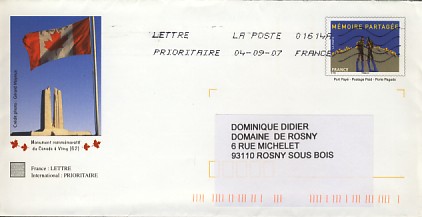 LETTRE LA POSTE 01614A
PRIORITAIRE 04-09-07 FRANCE
MÉMOIRE PARTAGÉE
FRANCE
Port Payé - Postage Paid - Porte Pagado
Monument commémoratif
du Canada à Vimy (62)
France : LETTRE
International : PRIORITAIRE
DOMINIQUE DIDIER
DOMAINE DE ROSNY
6 RUE MICHELET
93110 ROSNY SOUS BOIS